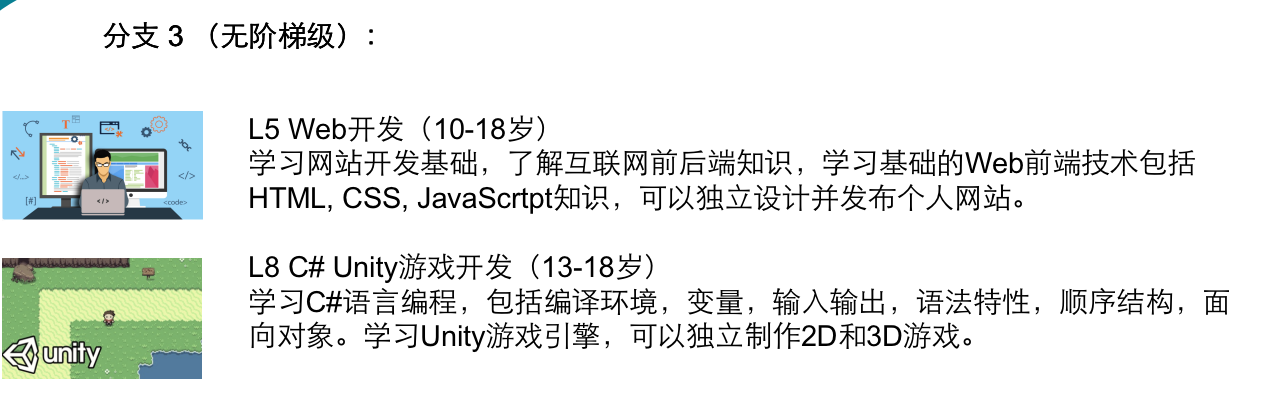 分支 3 （无阶梯级）：
L5 Web开发（10-18岁）
学习网站开发基础，了解互联网前后端知识，学习基础的Web前端技术包括
HTML, CSS, JavaScrtpt知识，可以独立设计并发布个人网站。
T
</>
</...>
</>
[#]
</>
<code>
L8 C# Unity游戏开发（13-18岁）
学习C#语言编程，包括编译环境，变量，输入输出，语法特性，顺序结构，面
向对象。学习Unity游戏引擎，可以独立制作2D和3D游戏。
unity